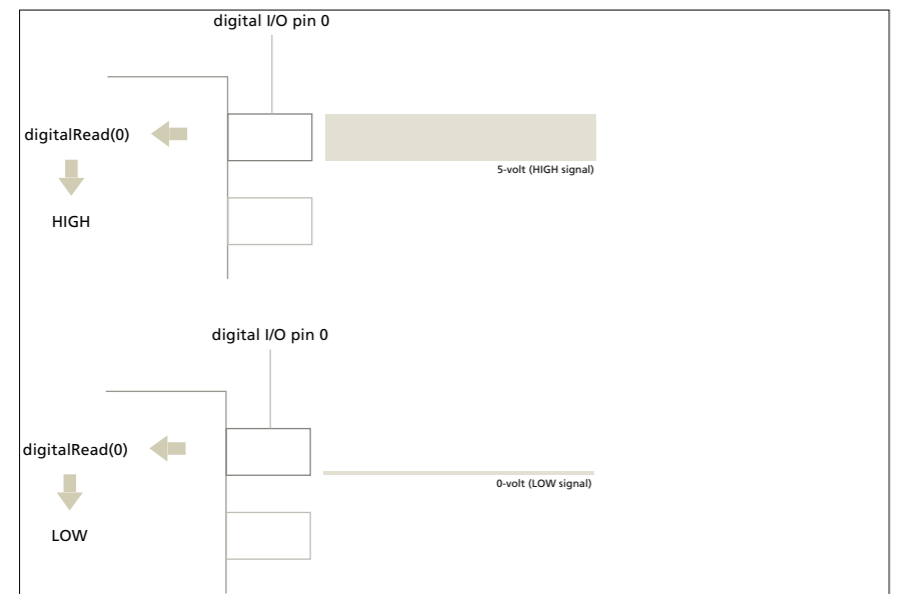 digital I/O pin 0
digitalRead(0)
5-volt (HIGH signal)
HIGH
digital I/O pin 0
digitalRead(0)
0-volt (LOW signal)
LOW